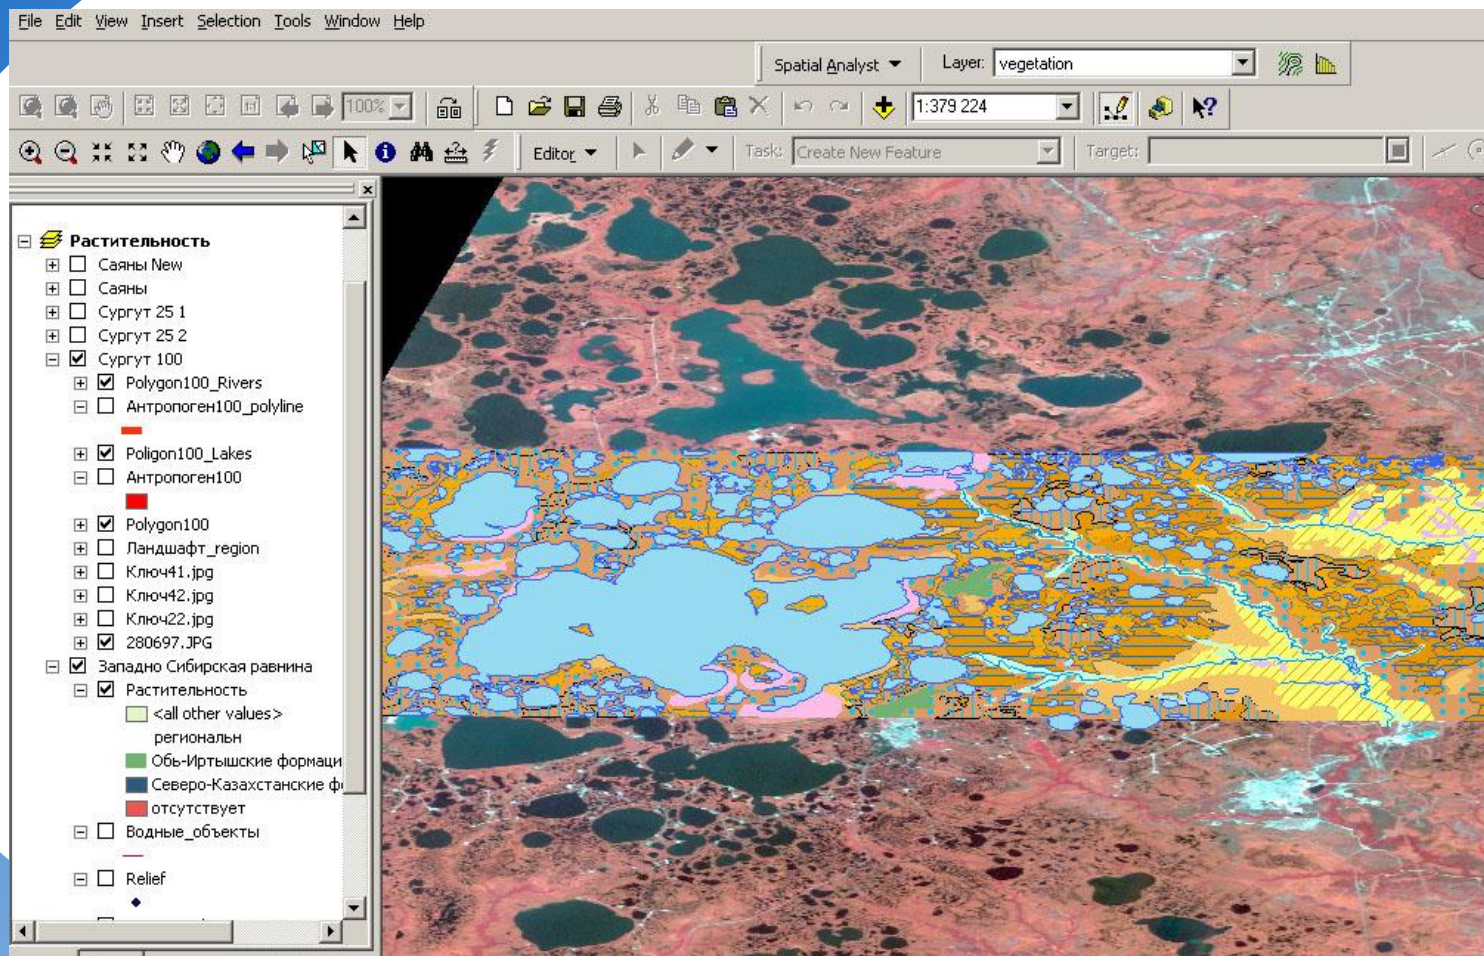 File Edit View Insert Selection Tools Window Help
Spatial Analyst Layer: vegetation
100% 1:1 1:379 224
Editor Task: Create New Feature Target:
Растительность
Саяны New
Саяны
Сургут 25 1
Сургут 25 2
Сургут 100
Polygon100_Rivers
Антропоген100_polyline
Poligon100_Lakes
Антропоген100
Polygon100
Ландшафт_region
Ключ41.jpg
Ключ42.jpg
Ключ22.jpg
280697.JPG
Западно Сибирская равнина
Растительность
<all other values>
региональн
Обь-Иртышские формаци
Северо-Казахстанские ф
отсутствует
Водные_объекты
Relief